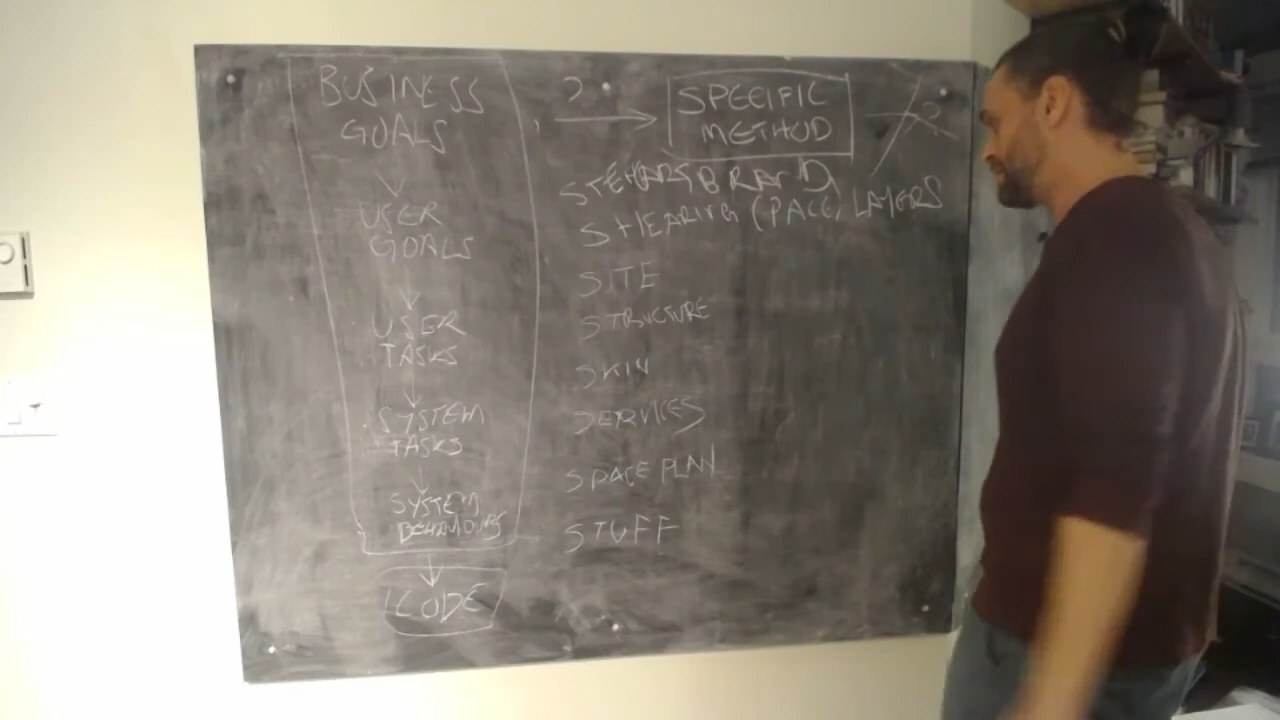 BUSINESS
GOALS
USER
GOALS
USER
TASKS
SYSTEM
TASKS
SYSTEM
BEHAVIOURS
CODE
?
SPECIFIC
METHOD
?
STEWART BRAND,
SHEARING (PACE) LAYERS
SITE
STRUCTURE
SKIN
SERVICES
SPACE PLAN
STUFF